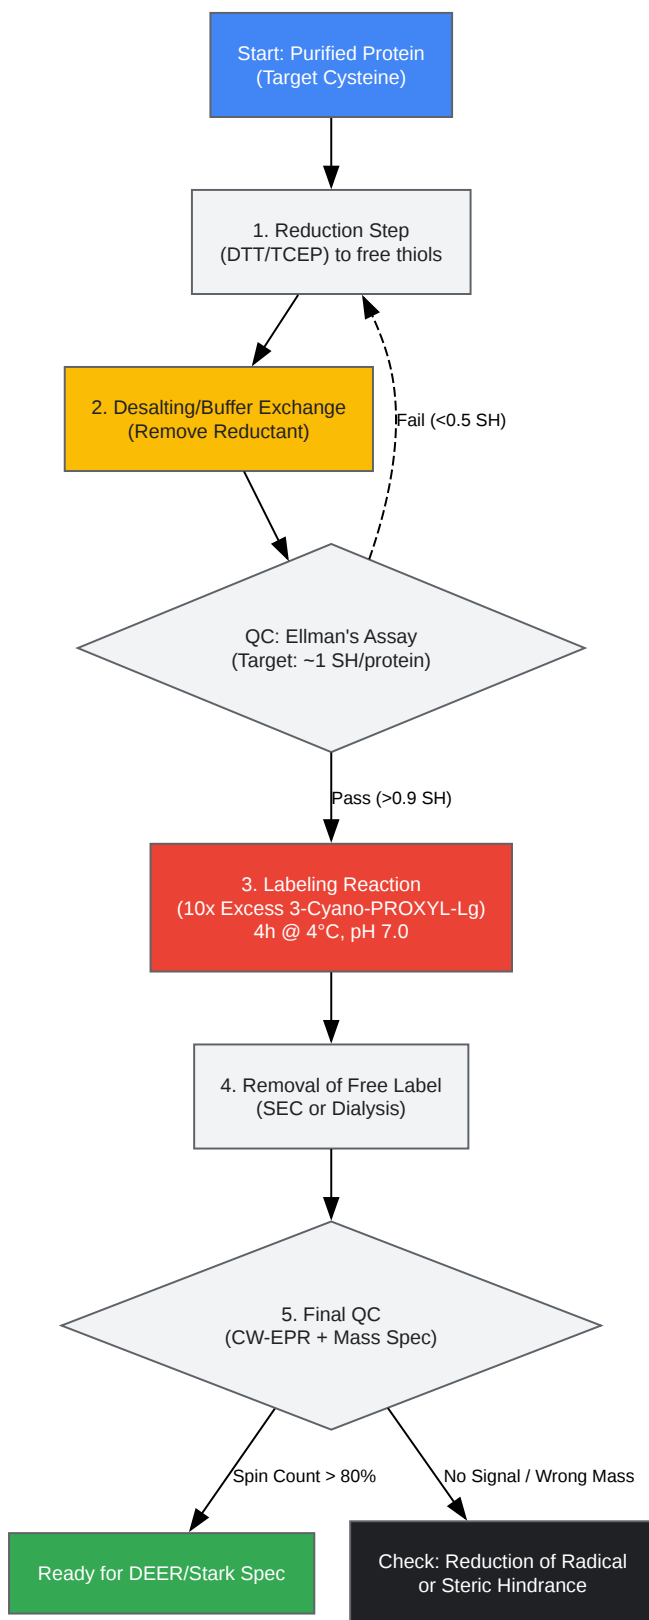 Start: Purified Protein
(Target Cysteine)
1. Reduction Step
(DTT/TCEP) to free thiols
2. Desalting/Buffer Exchange
(Remove Reductant)
Fail (<0.5 SH)
QC: Ellman's Assay
(Target: ~1 SH/protein)
Pass (>0.9 SH)
3. Labeling Reaction
(10x Excess 3-Cyano-PROXYL-Lg)
4h @ 4°C, pH 7.0
4. Removal of Free Label
(SEC or Dialysis)
5. Final QC
(CW-EPR + Mass Spec)
Spin Count > 80%
No Signal / Wrong Mass
Ready for DEER/Stark Spec
Check: Reduction of Radical
or Steric Hindrance